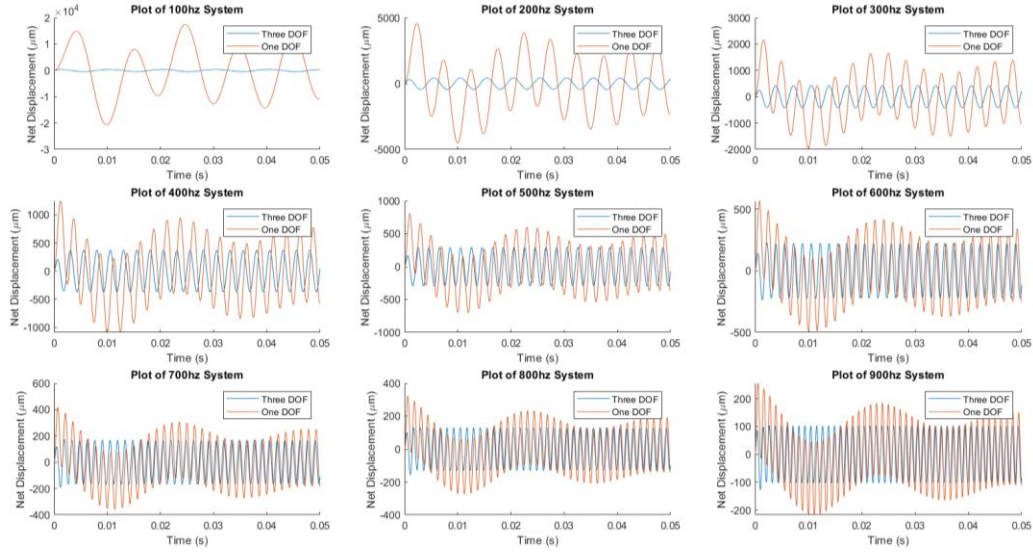 Plot of 100hz System
2 ×10⁴
1
0
-1
-2
-3
Net Displacement (μm)
Three DOF
One DOF
0 0.01 0.02 0.03 0.04 0.05
Time (s)
Plot of 200hz System
5000
0
-5000
Net Displacement (μm)
Three DOF
One DOF
0 0.01 0.02 0.03 0.04 0.05
Time (s)
Plot of 300hz System
3000
2000
1000
0
-1000
-2000
Net Displacement (μm)
Three DOF
One DOF
0 0.01 0.02 0.03 0.04 0.05
Time (s)
Plot of 400hz System
1000
500
0
-500
-1000
Net Displacement (μm)
Three DOF
One DOF
0 0.01 0.02 0.03 0.04 0.05
Time (s)
Plot of 500hz System
1000
500
0
-500
-1000
Net Displacement (μm)
Three DOF
One DOF
0 0.01 0.02 0.03 0.04 0.05
Time (s)
Plot of 600hz System
500
0
-500
Net Displacement (μm)
Three DOF
One DOF
0 0.01 0.02 0.03 0.04 0.05
Time (s)
Plot of 700hz System
600
400
200
0
-200
-400
Net Displacement (μm)
Three DOF
One DOF
0 0.01 0.02 0.03 0.04 0.05
Time (s)
Plot of 800hz System
400
200
0
-200
-400
Net Displacement (μm)
Three DOF
One DOF
0 0.01 0.02 0.03 0.04 0.05
Time (s)
Plot of 900hz System
200
100
0
-100
-200
Net Displacement (μm)
Three DOF
One DOF
0 0.01 0.02 0.03 0.04 0.05
Time (s)